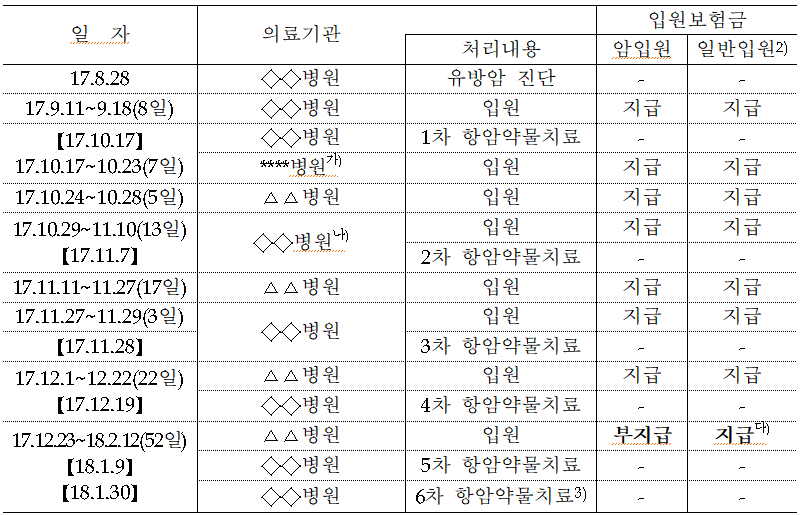 일 자 의료기관 입원보험금
처리내용 암입원 일반입원2)
17.8.28 ◇◇병원 유방암 진단 - -
17.9.11~9.18(8일) ◇◇병원 입원 지급 지급
【17.10.17】 ◇◇병원 1차 항암약물치료 - -
17.10.17~10.23(7일) ****병원가) 입원 지급 지급
17.10.24~10.28(5일) △△병원 입원 지급 지급
17.10.29~11.10(13일) ◇◇병원나) 입원 지급 지급
【17.11.7】 2차 항암약물치료 - -
17.11.11~11.27(17일) △△병원 입원 지급 지급
17.11.27~11.29(3일) ◇◇병원 입원 지급 지급
【17.11.28】 3차 항암약물치료 - -
17.12.1~12.22(22일) △△병원 입원 지급 지급
【17.12.19】 ◇◇병원 4차 항암약물치료 - -
17.12.23~18.2.12(52일) △△병원 입원 부지급 지급다)
【18.1.9】 ◇◇병원 5차 항암약물치료 - -
【18.1.30】 ◇◇병원 6차 항암약물치료3) - -